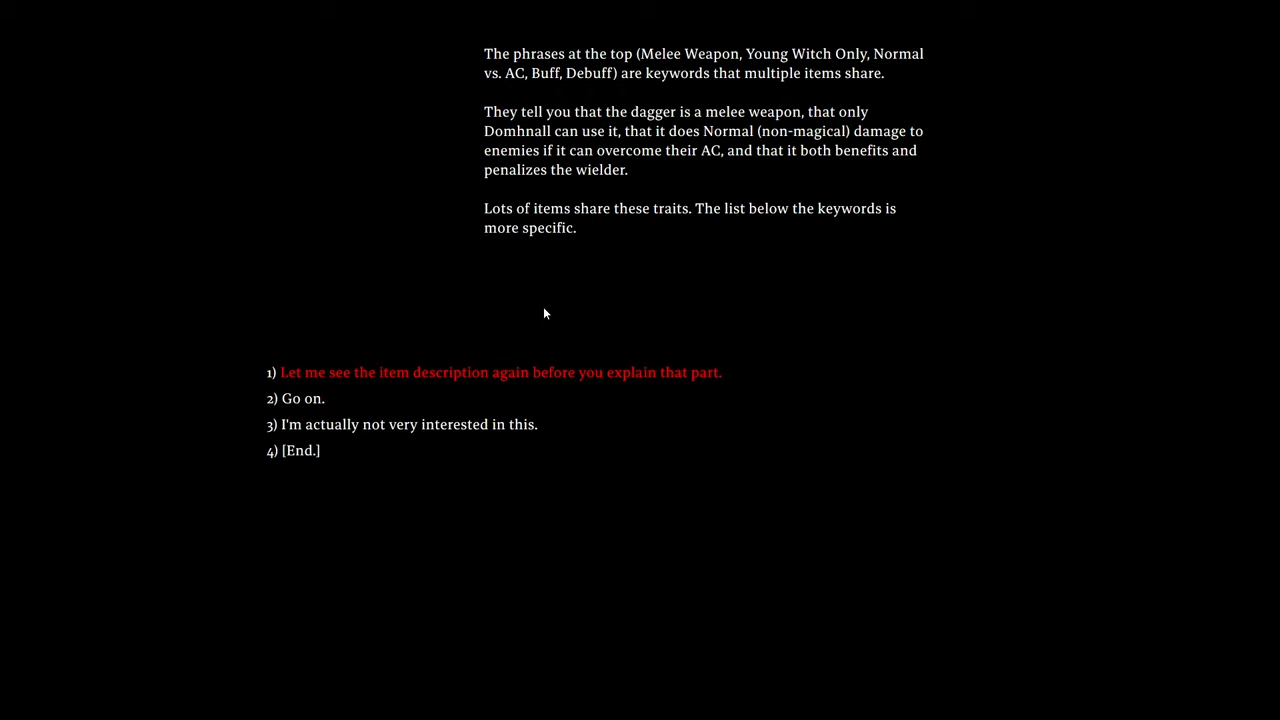 The phrases at the top (Melee Weapon, Young Witch Only, Normal
vs. AC, Buff, Debuff) are keywords that multiple items share.
They tell you that the dagger is a melee weapon, that only
Domhnall can use it, that it does Normal (non-magical) damage to
enemies if it can overcome their AC, and that it both benefits and
penalizes the wielder.
Lots of items share these traits. The list below the keywords is
more specific.
1) Let me see the item description again before you explain that part.
2) Go on.
3) I'm actually not very interested in this.
4) [End.]